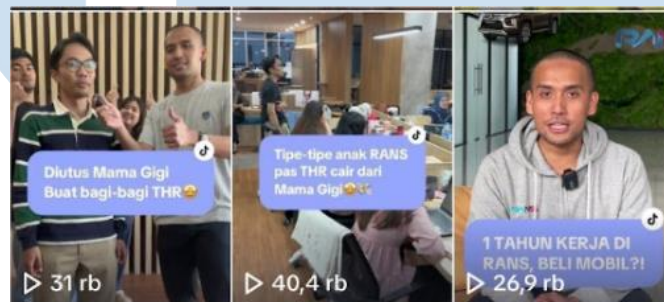 Diutus Mama Gigi
Buat bagi-bagi THR🤩
31 rb
Tipe-tipe anak RANS
pas THR cair dari
Mama Gigi🤩💸
40,4 rb
1 TAHUN KERJA DI
RANS, BELI MOBIL?!
26,9 rb